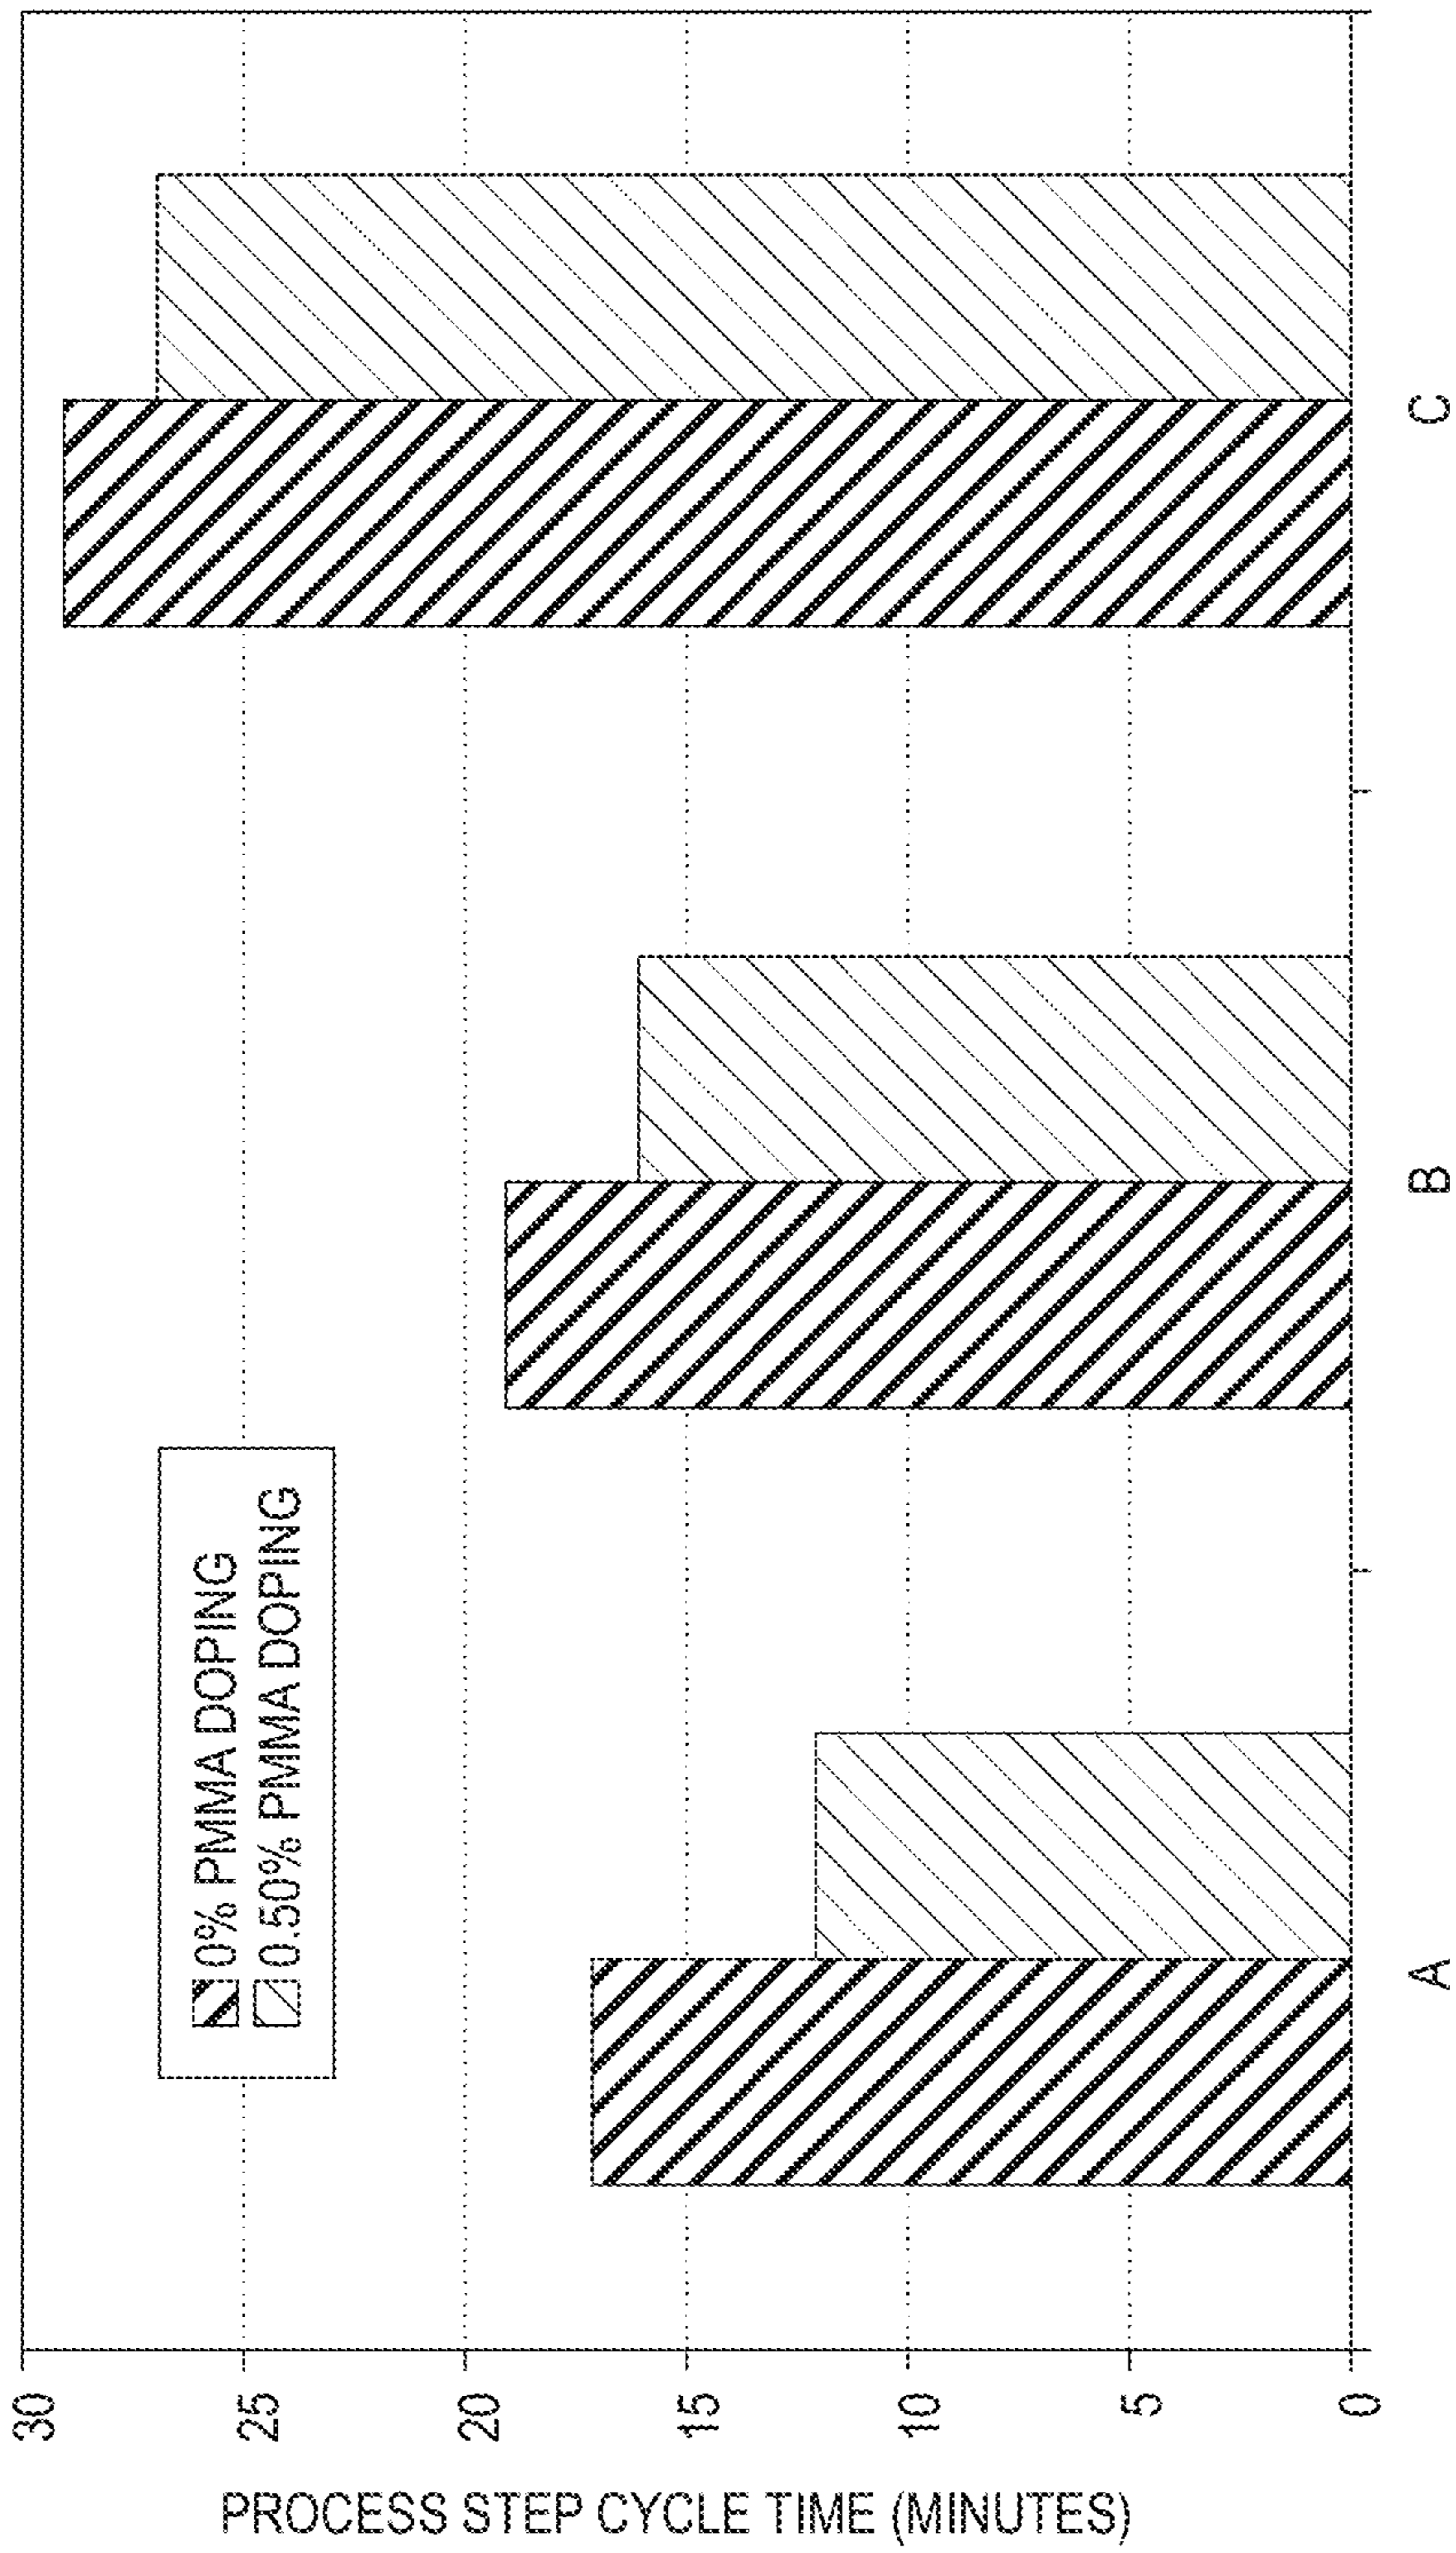 PROCESS STEP CYCLE TIME (MINUTES)
30
25
20
15
10
5
0
0% PMMA DOPING
0.50% PMMA DOPING
A
B
C